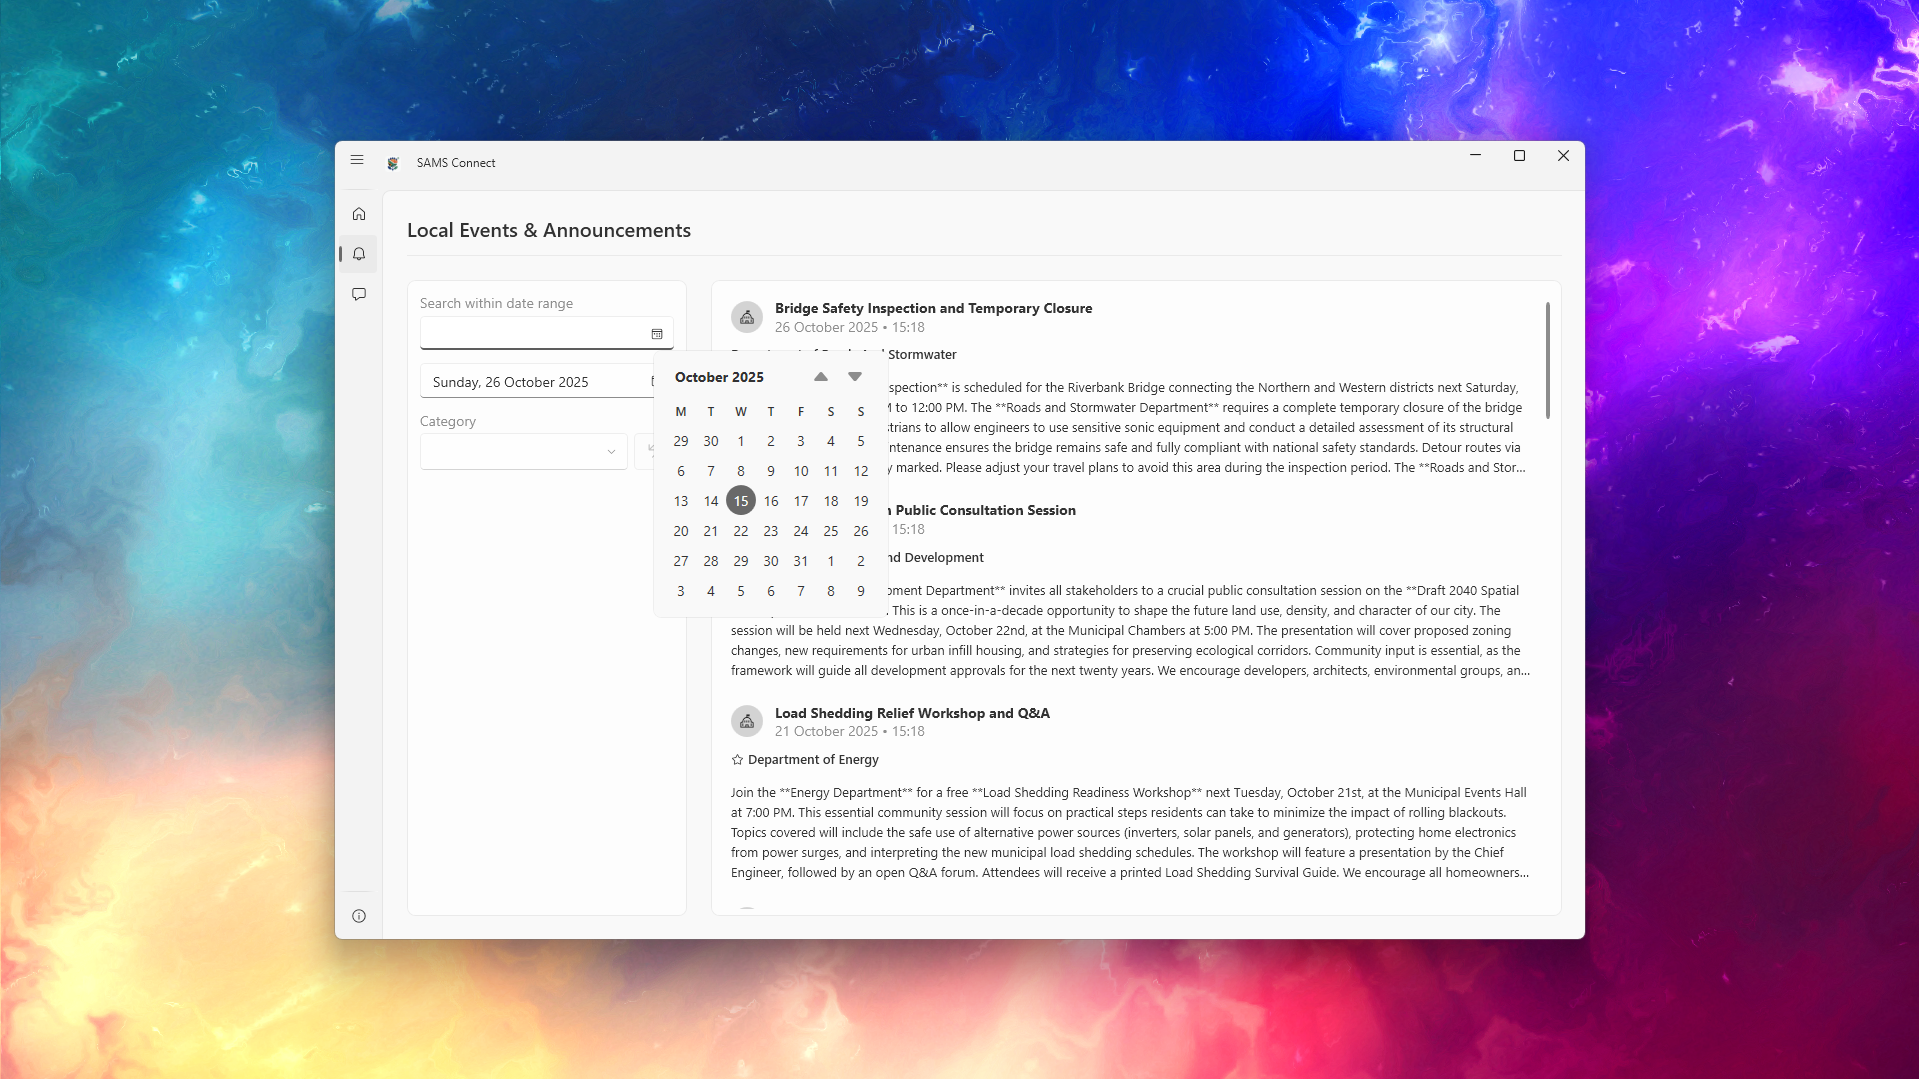 SAMS Connect
Local Events & Announcements
Search within date range
Sunday, 26 October 2025
Category
October 2025
M T W T F S S
29 30 1 2 3 4 5
6 7 8 9 10 11 12
13 14 15 16 17 18 19
20 21 22 23 24 25 26
27 28 29 30 31 1 2
3 4 5 6 7 8 9
Bridge Safety Inspection and Temporary Closure
26 October 2025 • 15:18
Stormwater
is scheduled for the Riverbank Bridge connecting the Northern and Western districts next Saturday,
to 12:00 PM. The **Roads and Stormwater Department** requires a complete temporary closure of the bridge
to allow engineers to use sensitive sonic equipment and conduct a detailed assessment of its structural
ensures the bridge remains safe and fully compliant with national safety standards. Detour routes via
marked. Please adjust your travel plans to avoid this area during the inspection period. The **Roads and Stor...
Public Consultation Session
15:18
Development
Department** invites all stakeholders to a crucial public consultation session on the **Draft 2040 Spatial
This is a once-in-a-decade opportunity to shape the future land use, density, and character of our city. The
session will be held next Wednesday, October 22nd, at the Municipal Chambers at 5:00 PM. The presentation will cover proposed zoning
changes, new requirements for urban infill housing, and strategies for preserving ecological corridors. Community input is essential, as the
framework will guide all development approvals for the next twenty years. We encourage developers, architects, environmental groups, an...
Load Shedding Relief Workshop and Q&A
21 October 2025 • 15:18
Department of Energy
Join the **Energy Department** for a free **Load Shedding Readiness Workshop** next Tuesday, October 21st, at the Municipal Events Hall
at 7:00 PM. This essential community session will focus on practical steps residents can take to minimize the impact of rolling blackouts.
Topics covered will include the safe use of alternative power sources (inverters, solar panels, and generators), protecting home electronics
from power surges, and interpreting the new municipal load shedding schedules. The workshop will feature a presentation by the Chief
Engineer, followed by an open Q&A forum. Attendees will receive a printed Load Shedding Survival Guide. We encourage all homeowners...